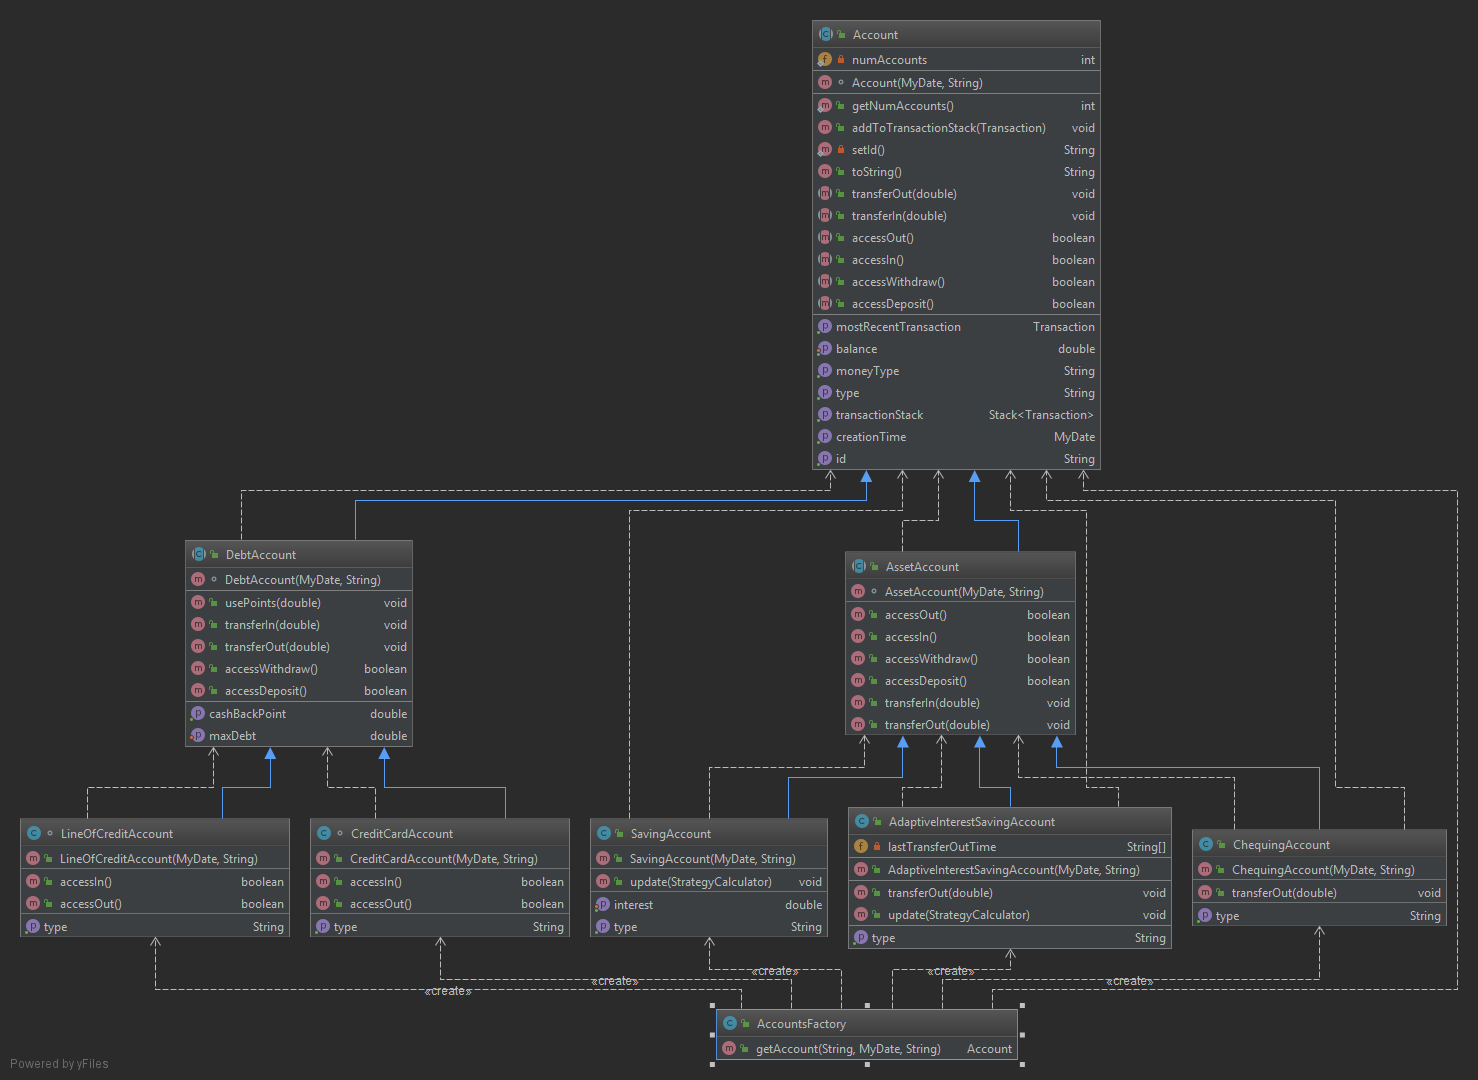 Account
numAccounts int
Account(MyDate, String)
getNumAccounts() int
addToTransactionStack(Transaction) void
setId() String
toString() String
transferOut(double) void
transferIn(double) void
accessOut() boolean
accessIn() boolean
accessWithdraw() boolean
accessDeposit() boolean
mostRecentTransaction Transaction
balance double
moneyType String
type String
transactionStack Stack<Transaction>
creationTime MyDate
id String
DebtAccount
DebtAccount(MyDate, String)
usePoints(double) void
transferIn(double) void
transferOut(double) void
accessWithdraw() boolean
accessDeposit() boolean
cashBackPoint double
maxDebt double
AssetAccount
AssetAccount(MyDate, String)
accessOut() boolean
accessIn() boolean
accessWithdraw() boolean
accessDeposit() boolean
transferIn(double) void
transferOut(double) void
LineOfCreditAccount
LineOfCreditAccount(MyDate, String)
accessIn() boolean
accessOut() boolean
type String
CreditCardAccount
CreditCardAccount(MyDate, String)
accessIn() boolean
accessOut() boolean
type String
SavingAccount
SavingAccount(MyDate, String)
update(StrategyCalculator) void
interest double
type String
AdaptiveInterestSavingAccount
lastTransferOutTime String[]
AdaptiveInterestSavingAccount(MyDate, String)
transferOut(double) void
update(StrategyCalculator) void
type String
ChequingAccount
ChequingAccount(MyDate, String)
transferOut(double) void
type String
«create»
«create»
«create»
«create»
«create»
AccountsFactory
getAccount(String, MyDate, String) Account
Powered by yFiles